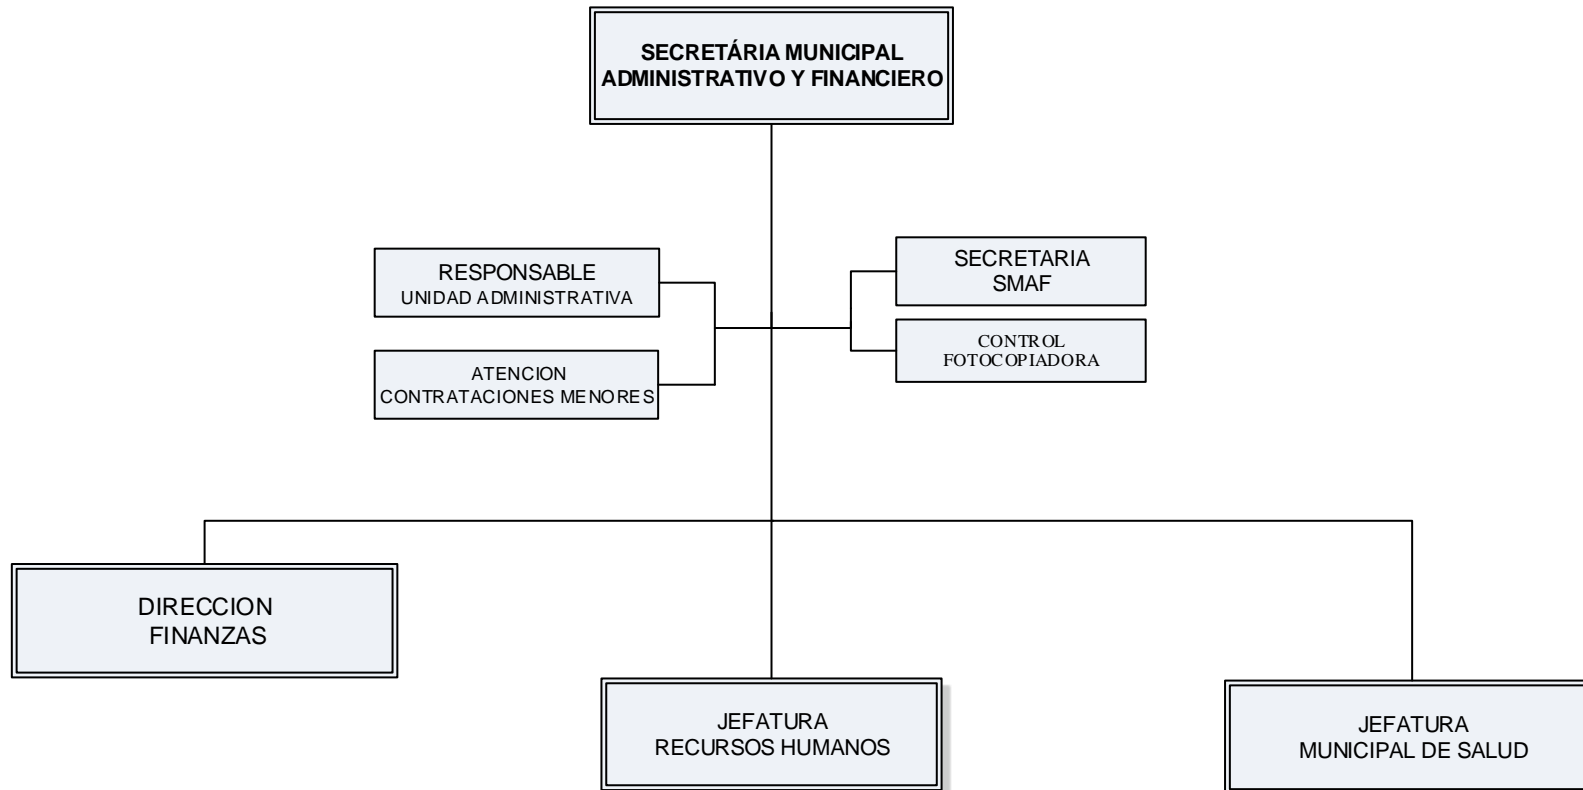 SECRETÁRIA MUNICIPAL
ADMINISTRATIVO Y FINANCIERO
RESPONSABLE
UNIDAD ADMINISTRATIVA
SECRETARIA
SMAF
ATENCION
CONTRATACIONES MENORES
CONTROL
FOTOCOPIADORA
DIRECCION
FINANZAS
JEFATURA
RECURSOS HUMANOS
JEFATURA
MUNICIPAL DE SALUD